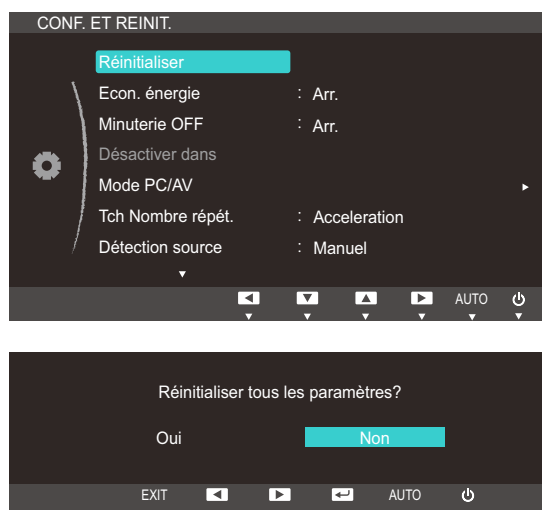 CONF. ET REINIT.
Réinitialiser
Econ. énergie : Arr.
Minuterie OFF : Arr.
Désactiver dans
Mode PC/AV
Tch Nombre répét. : Acceleration
Détection source : Manuel
AUTO
Réinitialiser tous les paramètres?
Oui Non
EXIT AUTO